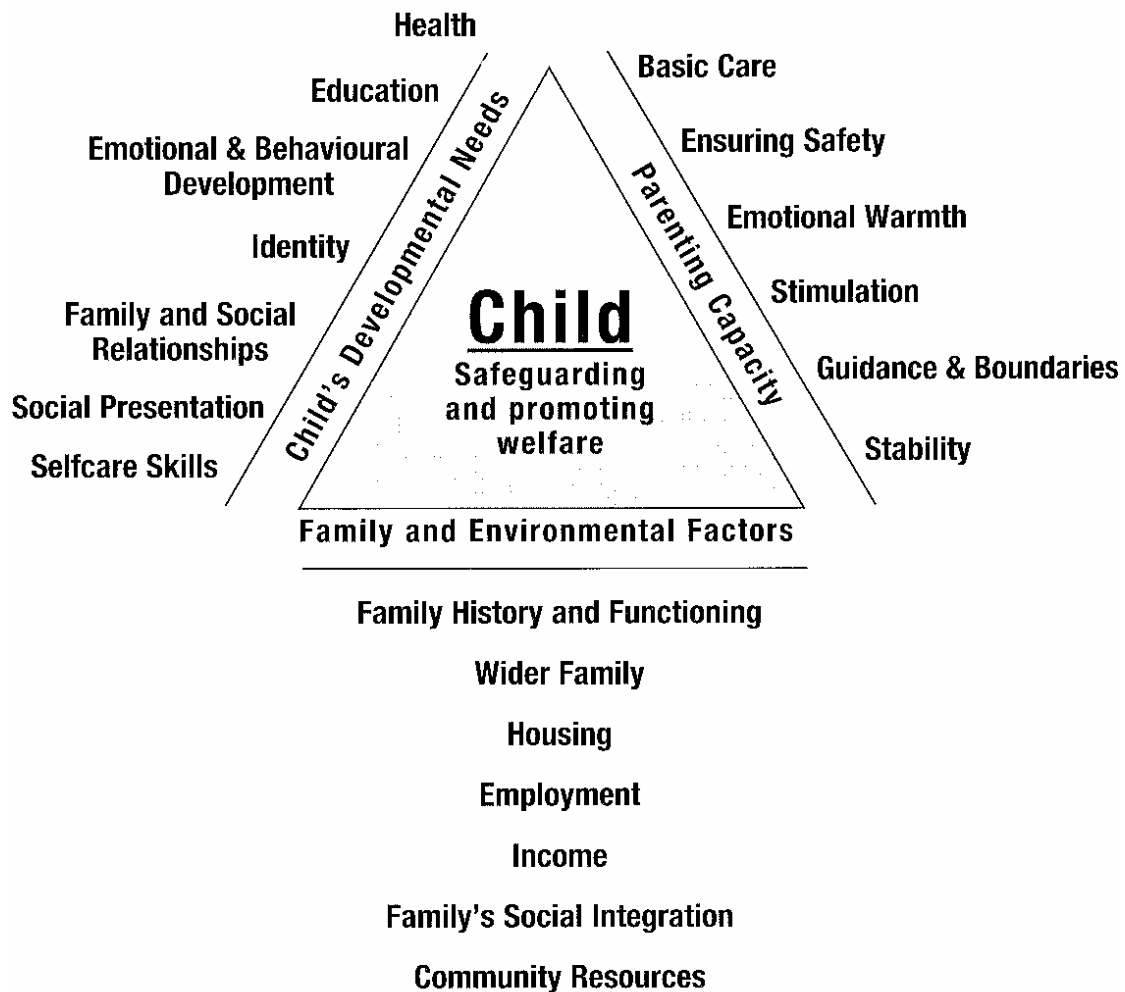 Health
Education
Emotional & Behavioural
Development
Identity
Family and Social
Relationships
Social Presentation
Selfcare Skills
Child's Developmental Needs
Child
Safeguarding
and promoting
welfare
Parenting Capacity
Basic Care
Ensuring Safety
Emotional Warmth
Stimulation
Guidance & Boundaries
Stability
Family and Environmental Factors
Family History and Functioning
Wider Family
Housing
Employment
Income
Family's Social Integration
Community Resources